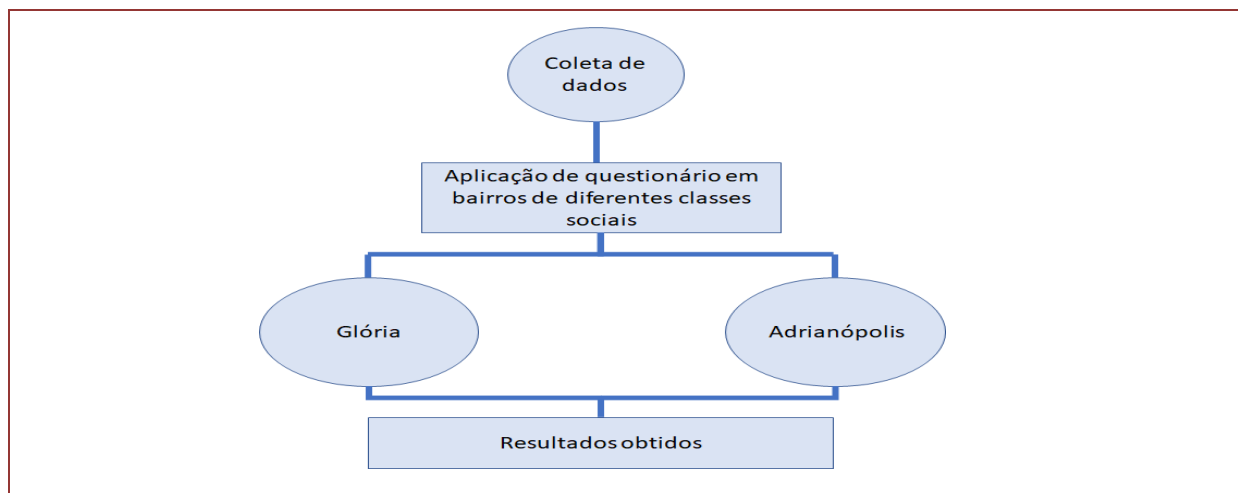 Coleta de
dados
Aplicação de questionário em
bairros de diferentes classes
sociais
Glória
Adrianópolis
Resultados obtidos